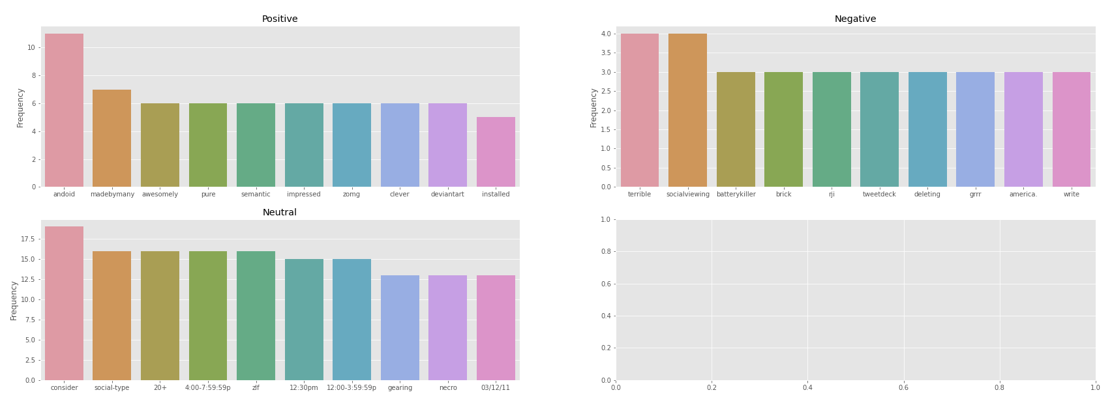 Positive
Frequency
10
8
6
4
2
0
andoid madebymany awesomely pure semantic impressed zomg clever deviantart installed
Negative
Frequency
4.0
3.5
3.0
2.5
2.0
1.5
1.0
0.5
0.0
terrible socialviewing batterykiller brick rji tweetdeck deleting grrr america. write
Neutral
Frequency
17.5
15.0
12.5
10.0
7.5
5.0
2.5
0.0
consider social-type 20+ 4:00-7:59:59p zlf 12:30pm 12:00-3:59:59p gearing necro 03/12/11
1.0
0.8
0.6
0.4
0.2
0.0
0.0 0.2 0.4 0.6 0.8 1.0